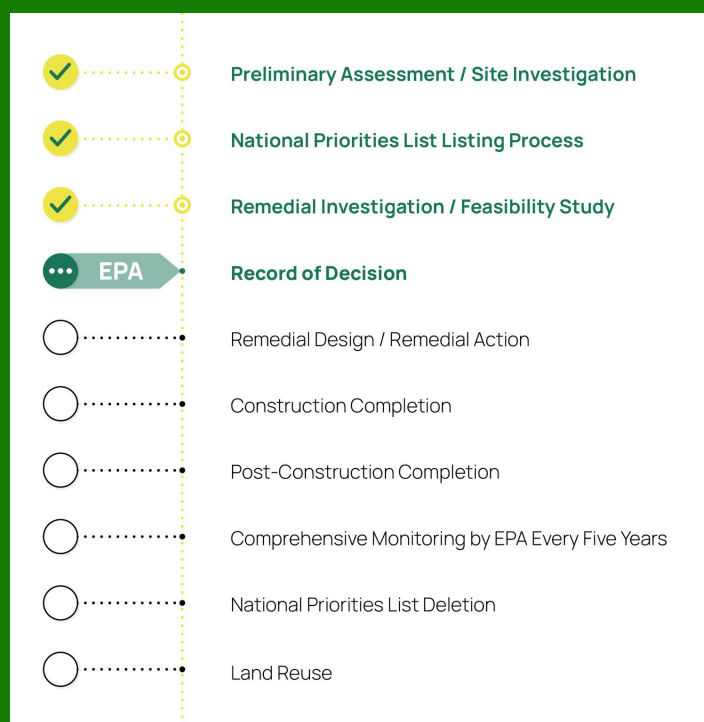 Preliminary Assessment / Site Investigation
National Priorities List Listing Process
Remedial Investigation / Feasibility Study
EPA Record of Decision
Remedial Design / Remedial Action
Construction Completion
Post-Construction Completion
Comprehensive Monitoring by EPA Every Five Years
National Priorities List Deletion
Land Reuse